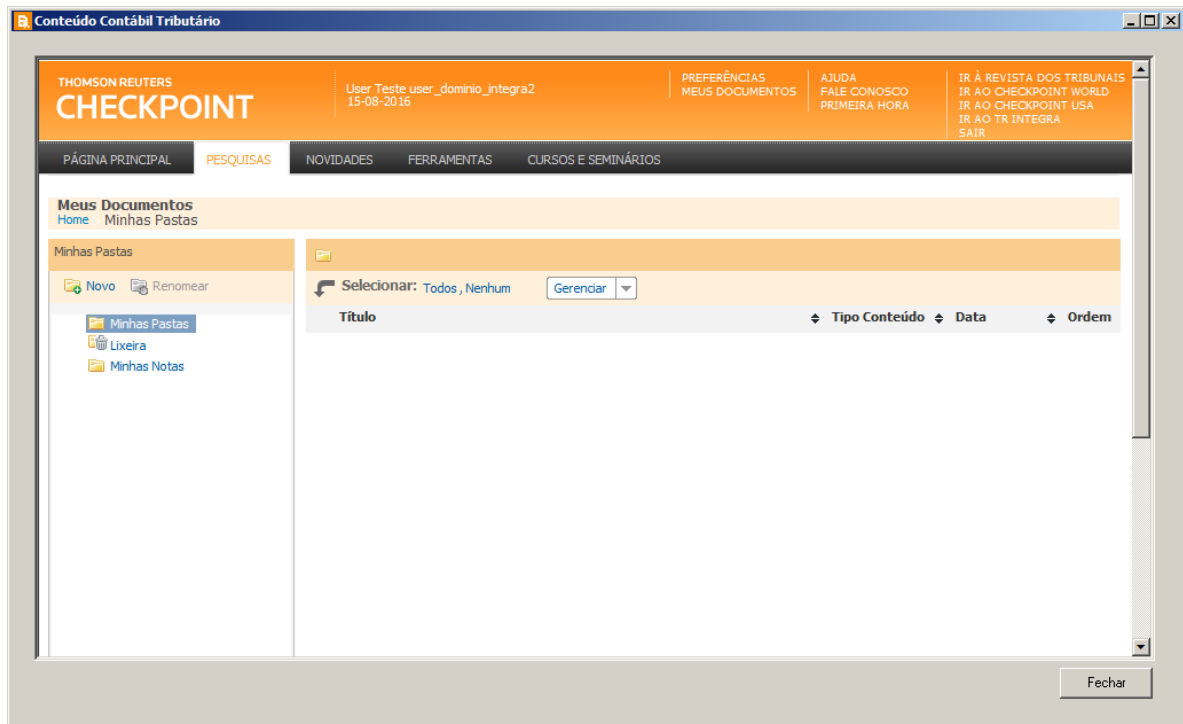 Conteúdo Contábil Tributário
THOMSON REUTERS
CHECKPOINT
User Teste user_dominio_integra2
15-08-2016
PREFERÊNCIAS
MEUS DOCUMENTOS
AJUDA
FALE CONOSCO
PRIMEIRA HORA
IR À REVISTA DOS TRIBUNAIS
IR AO CHECKPOINT WORLD
IR AO CHECKPOINT USA
IR AO TR INTEGRA
SAIR
PÁGINA PRINCIPAL PESQUISAS NOVIDADES FERRAMENTAS CURSOS E SEMINÁRIOS
Meus Documentos
Home Minhas Pastas
Minhas Pastas
Novo Renomear
Minhas Pastas
Lixeira
Minhas Notas
Selecionar: Todos , Nenhum Gerenciar
Título Tipo Conteúdo Data Ordem
Fechar